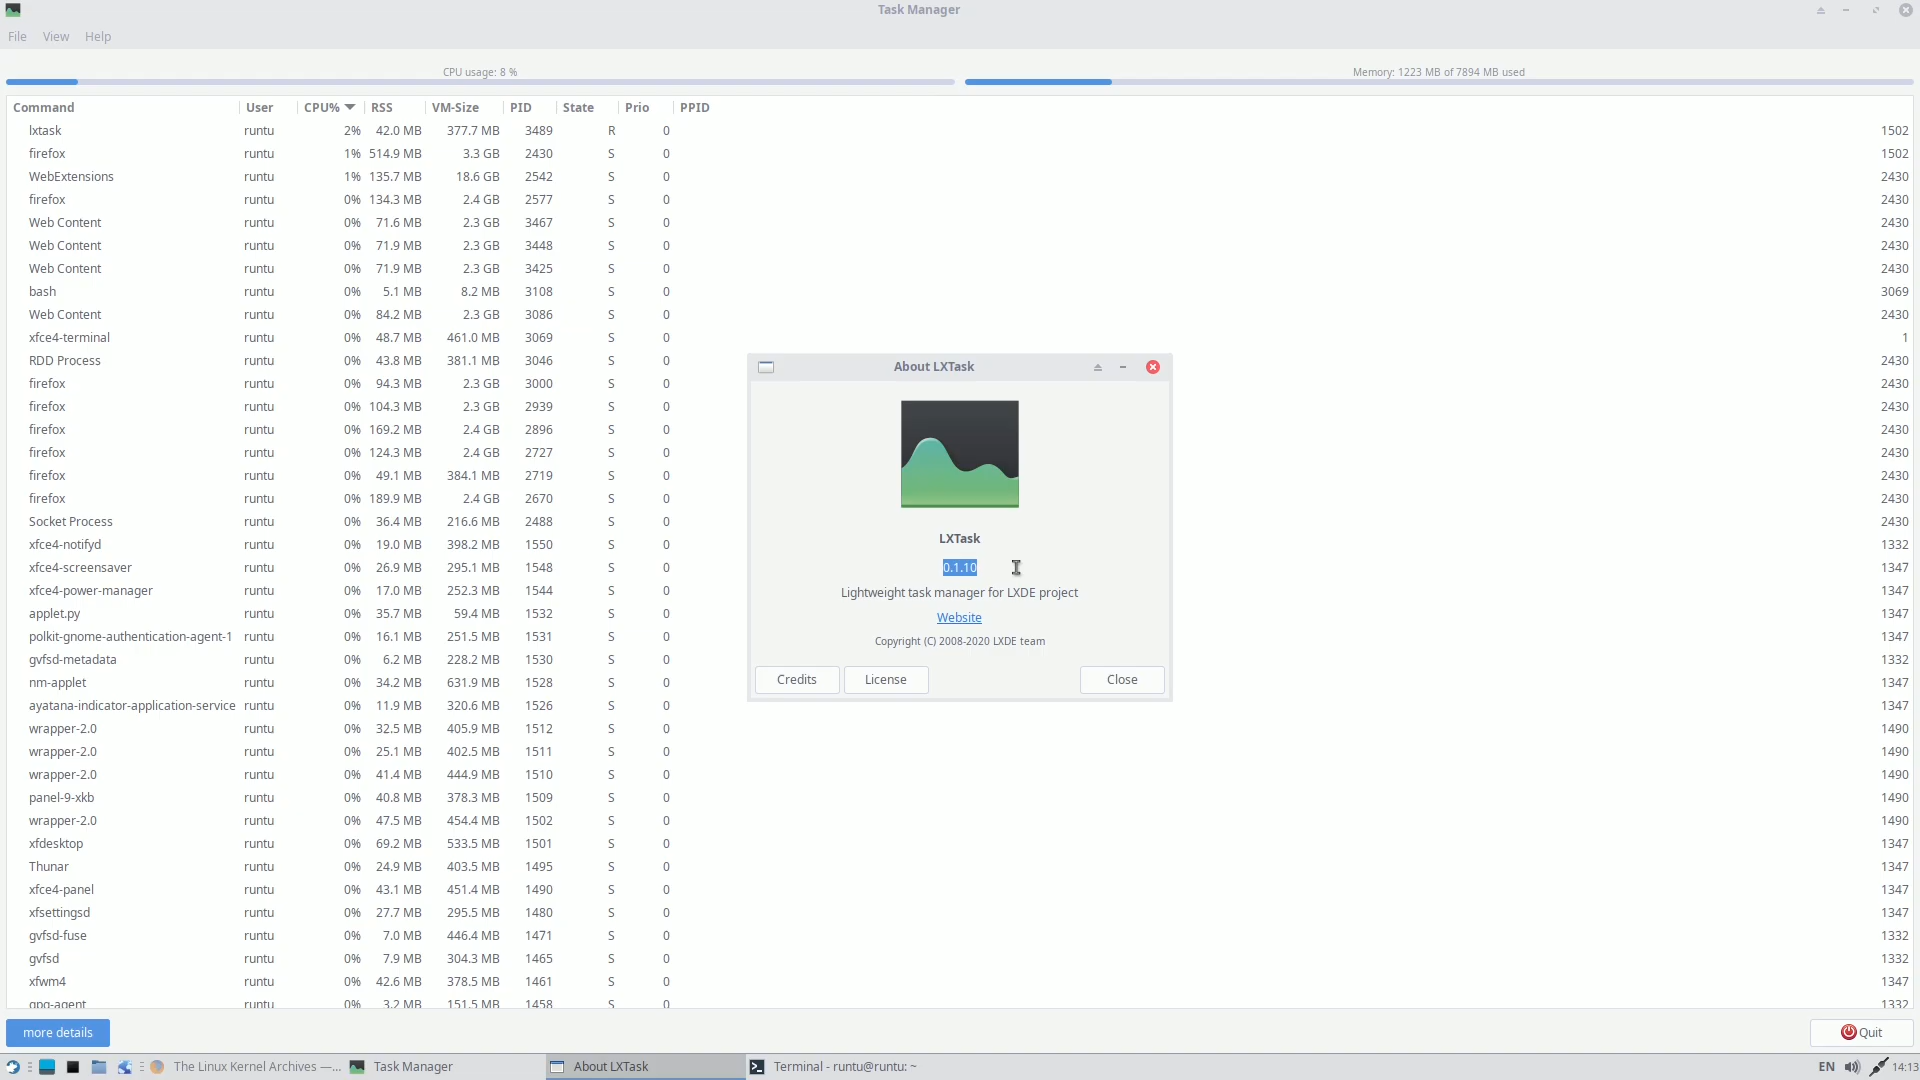 Task Manager
File View Help
CPU usage: 8 % Memory: 1223 MB of 7894 MB used
Command User CPU% RSS VM-Size PID State Prio PPID
lxtask runtu 2% 42.0 MB 377.7 MB 3489 R 0 1502
firefox runtu 1% 514.9 MB 3.3 GB 2430 S 0 1502
WebExtensions runtu 1% 135.7 MB 18.6 GB 2542 S 0 2430
firefox runtu 0% 134.3 MB 2.4 GB 2577 S 0 2430
Web Content runtu 0% 71.6 MB 2.3 GB 3467 S 0 2430
Web Content runtu 0% 71.9 MB 2.3 GB 3448 S 0 2430
Web Content runtu 0% 71.9 MB 2.3 GB 3425 S 0 2430
bash runtu 0% 5.1 MB 8.2 MB 3108 S 0 3069
Web Content runtu 0% 84.2 MB 2.3 GB 3086 S 0 2430
xfce4-terminal runtu 0% 48.7 MB 461.0 MB 3069 S 0 1
RDD Process runtu 0% 43.8 MB 381.1 MB 3046 S 0 2430
firefox runtu 0% 94.3 MB 2.3 GB 3000 S 0 2430
firefox runtu 0% 104.3 MB 2.3 GB 2939 S 0 2430
firefox runtu 0% 169.2 MB 2.4 GB 2896 S 0 2430
firefox runtu 0% 124.3 MB 2.4 GB 2727 S 0 2430
firefox runtu 0% 49.1 MB 384.1 MB 2719 S 0 2430
firefox runtu 0% 189.9 MB 2.4 GB 2670 S 0 2430
Socket Process runtu 0% 36.4 MB 216.6 MB 2488 S 0 2430
xfce4-notifyd runtu 0% 19.0 MB 398.2 MB 1550 S 0 1332
xfce4-screensaver runtu 0% 26.9 MB 295.1 MB 1548 S 0 1347
xfce4-power-manager runtu 0% 17.0 MB 252.3 MB 1544 S 0 1347
applet.py runtu 0% 35.7 MB 59.4 MB 1532 S 0 1347
polkit-gnome-authentication-agent-1 runtu 0% 16.1 MB 251.5 MB 1531 S 0 1347
gvfsd-metadata runtu 0% 6.2 MB 228.2 MB 1530 S 0 1332
nm-applet runtu 0% 34.2 MB 631.9 MB 1528 S 0 1347
ayatana-indicator-application-service runtu 0% 11.9 MB 320.6 MB 1526 S 0 1347
wrapper-2.0 runtu 0% 32.5 MB 405.9 MB 1512 S 0 1490
wrapper-2.0 runtu 0% 25.1 MB 402.5 MB 1511 S 0 1490
wrapper-2.0 runtu 0% 41.4 MB 444.9 MB 1510 S 0 1490
panel-9-xkb runtu 0% 40.8 MB 378.3 MB 1509 S 0 1490
wrapper-2.0 runtu 0% 47.5 MB 454.4 MB 1502 S 0 1490
xfdesktop runtu 0% 69.2 MB 533.5 MB 1501 S 0 1347
Thunar runtu 0% 24.9 MB 403.5 MB 1495 S 0 1347
xfce4-panel runtu 0% 43.1 MB 451.4 MB 1490 S 0 1347
xfsettingsd runtu 0% 27.7 MB 295.5 MB 1480 S 0 1347
gvfsd-fuse runtu 0% 7.0 MB 446.4 MB 1471 S 0 1332
gvfsd runtu 0% 7.9 MB 304.3 MB 1465 S 0 1332
xfwm4 runtu 0% 42.6 MB 378.5 MB 1461 S 0 1347
gpg-agent runtu 0% 3.2 MB 151.5 MB 1458 S 0 1332
About LXTask
LXTask
0.1.10
Lightweight task manager for LXDE project
Website
Copyright (C) 2008-2020 LXDE team
Credits License Close
more details Quit
The Linux Kernel Archives —... Task Manager About LXTask Terminal - runtu@runtu: ~ EN 14:13